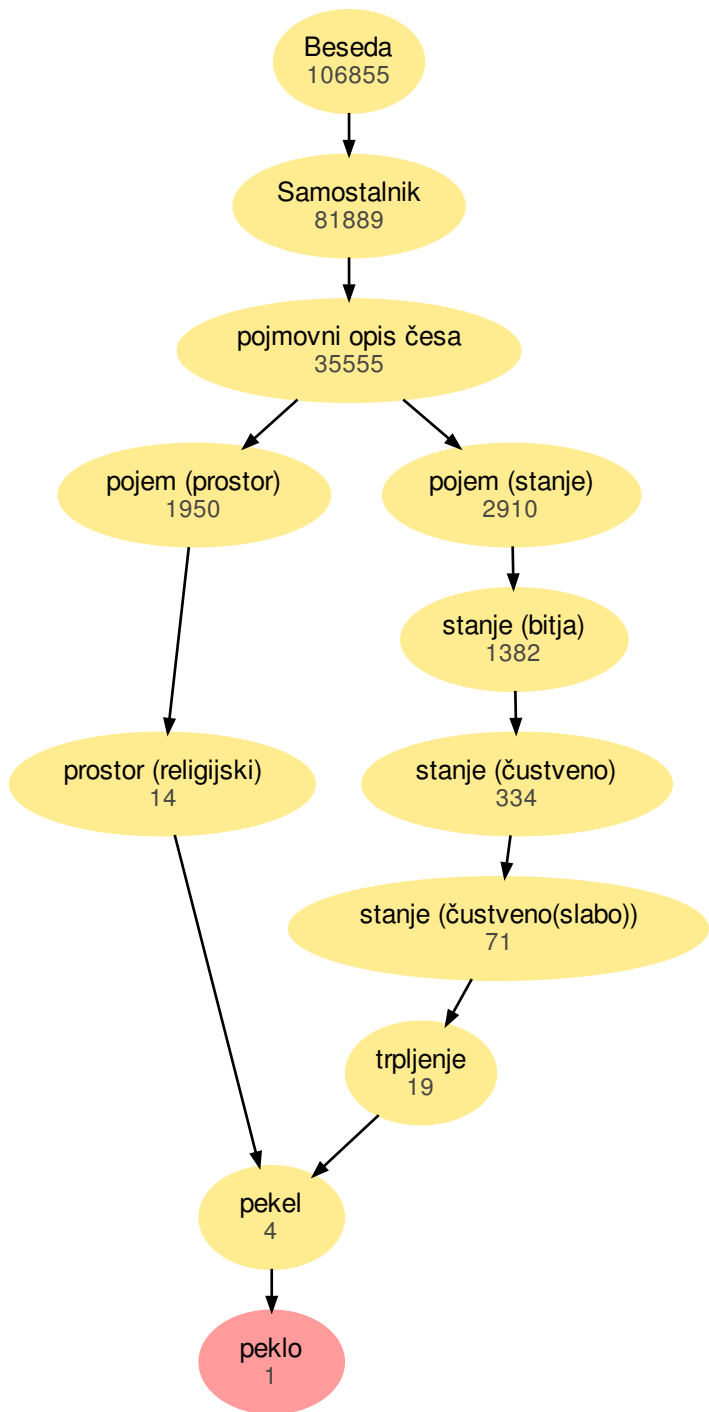 Beseda
106855
Samostalnik
81889
pojmovni opis česa
35555
pojem (prostor)
1950
pojem (stanje)
2910
stanje (bitja)
1382
prostor (religijski)
14
stanje (čustveno)
334
stanje (čustveno(slabo))
71
trpljenje
19
pekel
4
peklo
1